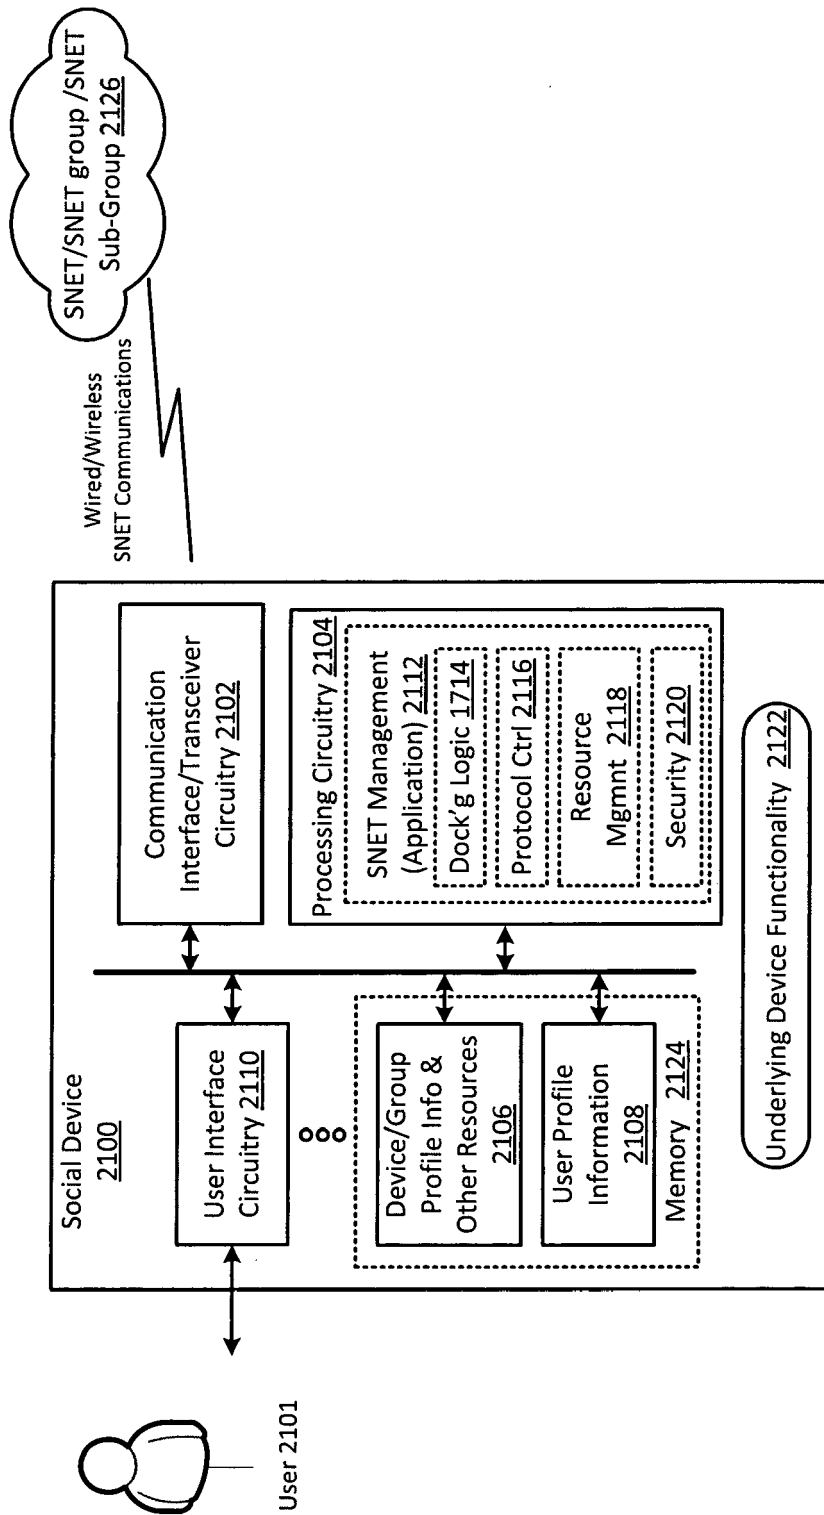 Social Device
2100
User Interface
Circuitry 2110
Device/Group
Profile Info &
Other Resources
2106
User Profile
Information
2108
Memory 2124
Communication
Interface/Transceiver
Circuitry 2102
Processing Circuitry 2104
SNET Management
(Application) 2112
Dock'g Logic 1714
Protocol Ctrl 2116
Resource
Mgmnt 2118
Security 2120
Underlying Device Functionality 2122
User 2101
Wired/Wireless
SNET Communications
SNET/SNET group /SNET
Sub-Group 2126